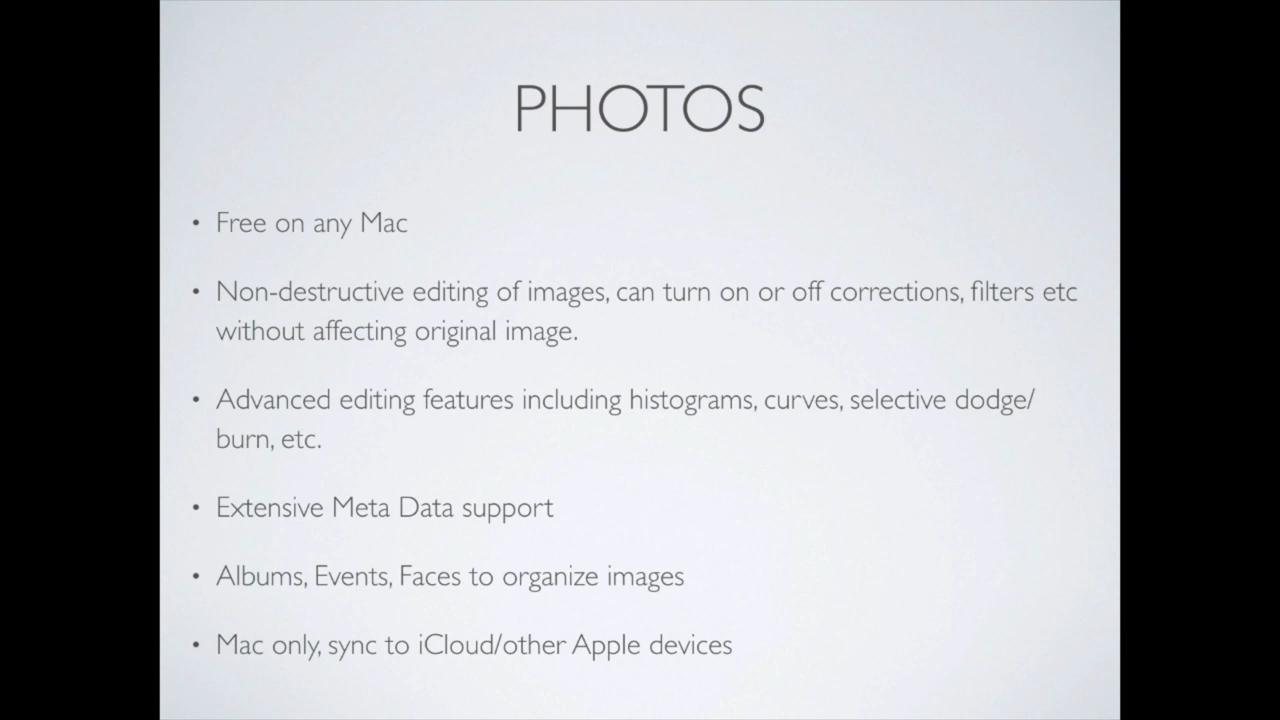 PHOTOS
• Free on any Mac
• Non-destructive editing of images, can turn on or off corrections, filters etc
without affecting original image.
• Advanced editing features including histograms, curves, selective dodge/
burn, etc.
• Extensive Meta Data support
• Albums, Events, Faces to organize images
• Mac only, sync to iCloud/other Apple devices